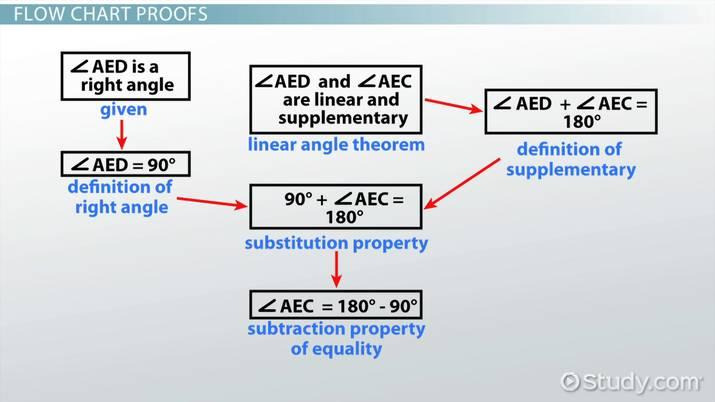 FLOW CHART PROOFS
∠AED is a
right angle
given
∠AED = 90°
definition of
right angle
∠AED and ∠AEC
are linear and
supplementary
linear angle theorem
∠AED + ∠AEC =
180°
definition of
supplementary
90° + ∠AEC =
180°
substitution property
∠AEC = 180° - 90°
subtraction property
of equality
Study.com